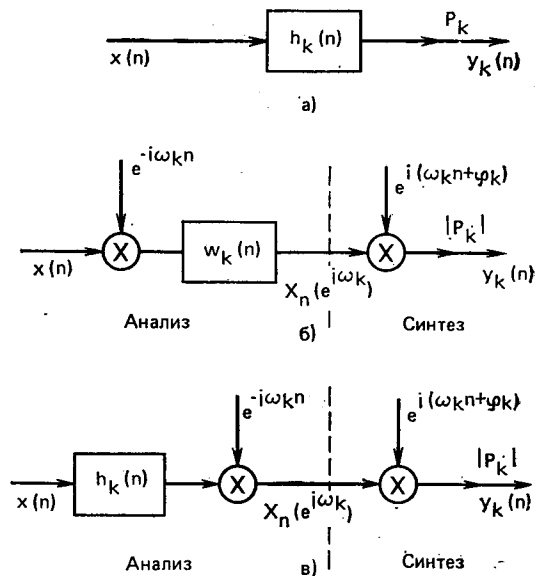 x(n) h_k(n) P_k y_k(n)
а)
e^{-iω_k n} e^{i(ω_k n+φ_k)}
x(n) X w_k(n) X_n(e^{iω_k}) X |P_k| y_k(n)
Анализ б) Синтез
e^{-iω_k n} e^{i(ω_k n+φ_k)}
x(n) h_k(n) X X_n(e^{iω_k}) X |P_k| y_k(n)
Анализ в) Синтез